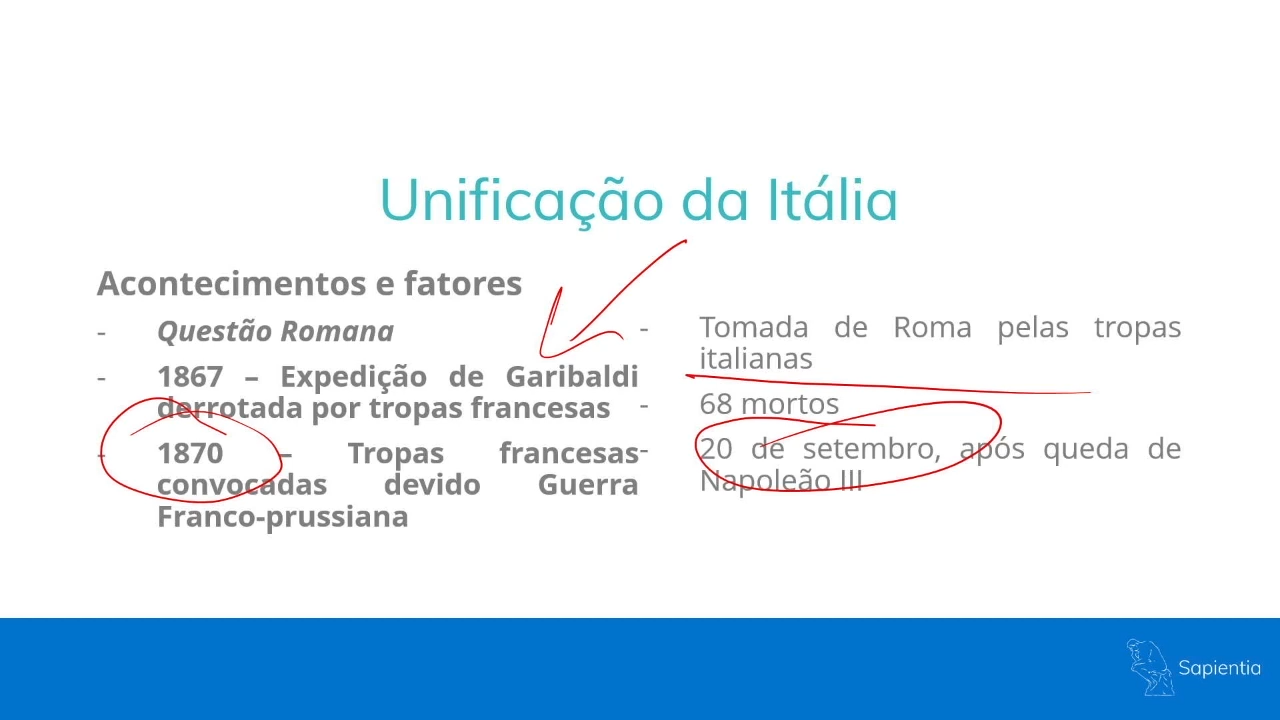 Unificação da Itália
Acontecimentos e fatores
- Questão Romana
- 1867 – Expedição de Garibaldi
derrotada por tropas francesas
- 1870 – Tropas francesas
convocadas devido Guerra
Franco-prussiana
- Tomada de Roma pelas tropas
italianas
- 68 mortos
- 20 de setembro, após queda de
Napoleão III
Sapientia